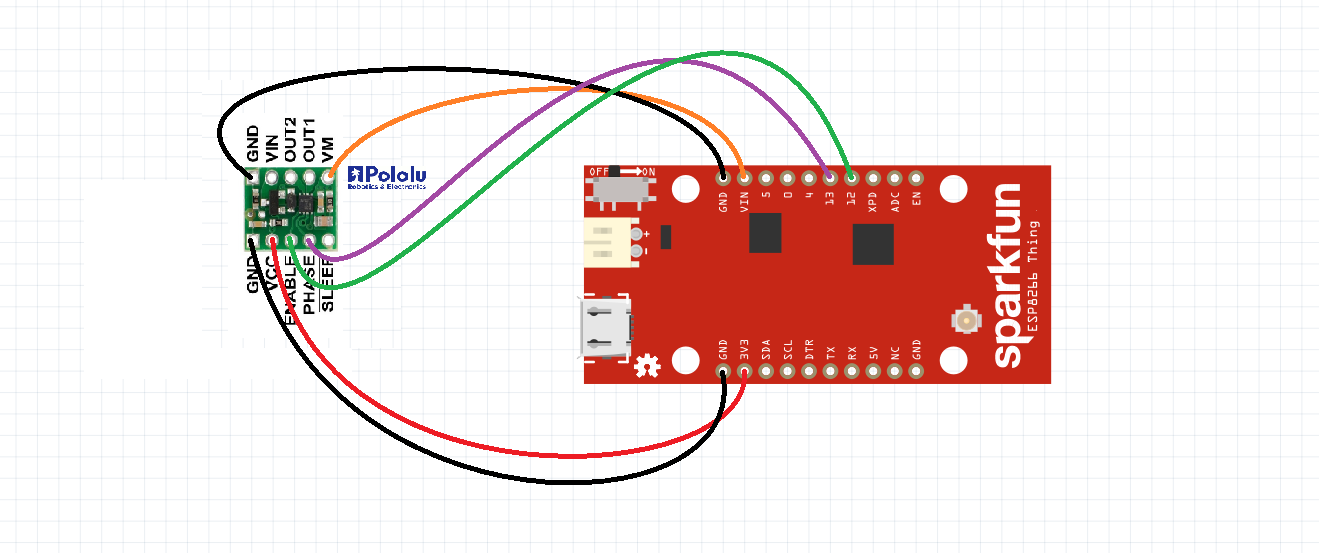 GND
VIN
OUT2
OUT1
VM
Pololu
Robotics & Electronics
GND
VCC
ENABLE
PHASE
SLEEP
OFF ON
+
-
GND
VIN
5
0
4
13
12
XPD
ADC
EN
GND
3V3
SDA
SCL
DTR
TX
RX
5V
NC
GND
sparkfun
ESP8266 Thing